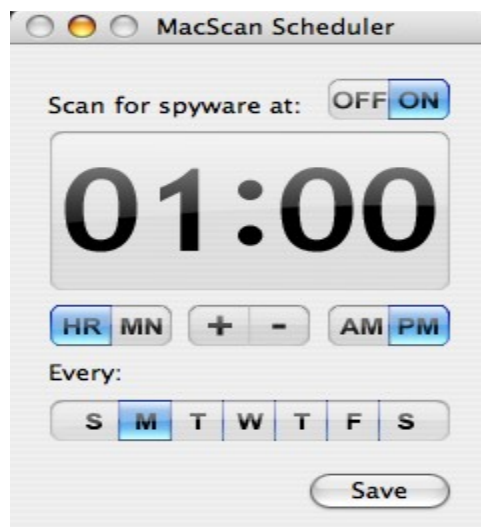 MacScan Scheduler
Scan for spyware at: OFF ON
01:00
HR MN + - AM PM
Every:
S M T W T F S
Save